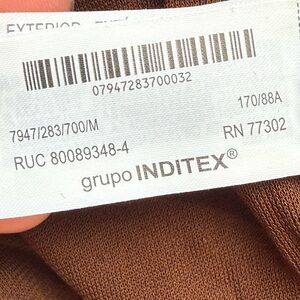 EXTERIOR
07947283700032
7947/283/700/M 170/88A
RUC 80089348-4 RN 77302
grupo INDITEX®